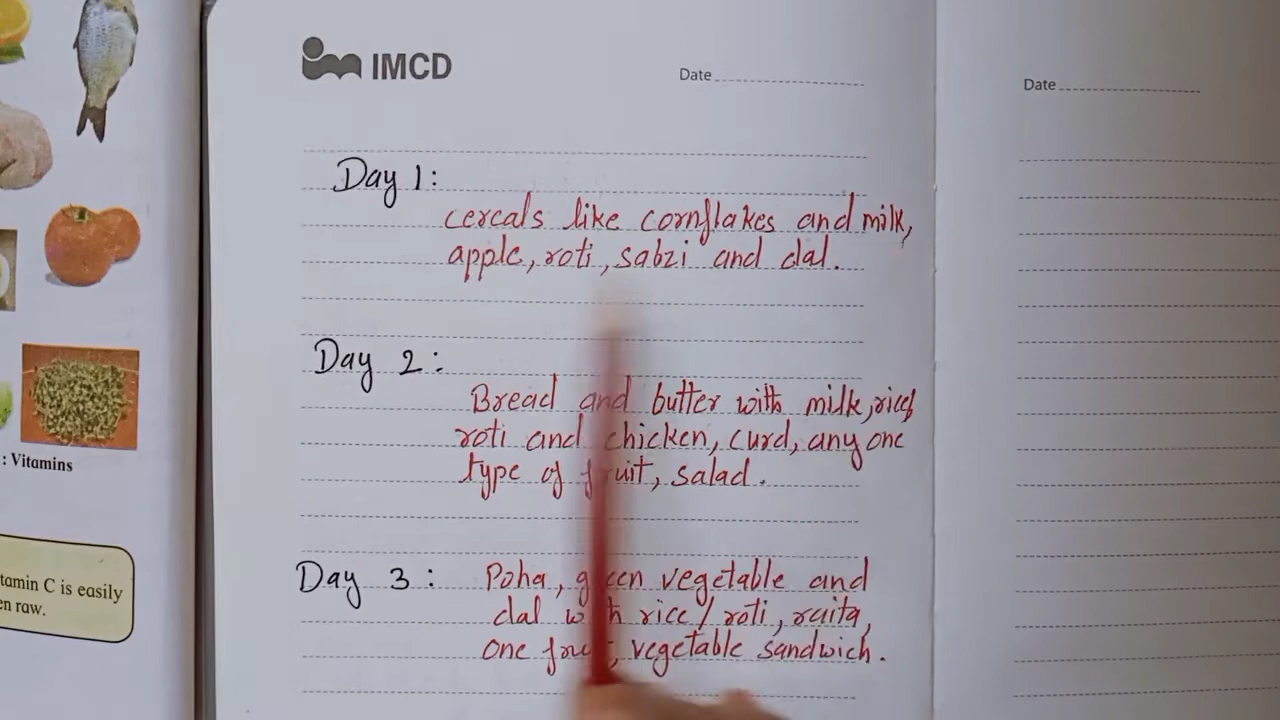 IMCD
Date
Date
Day 1:
cereals like cornflakes and milk,
apple, roti, sabzi and dal.
Day 2:
Bread and butter with milk, rice,
roti and chicken, curd, any one
type of fruit, salad.
Day 3: Poha, green vegetable and
dal with rice / roti, raita,
one fruit, vegetable sandwich.
: Vitamins
tamin C is easily
en raw.